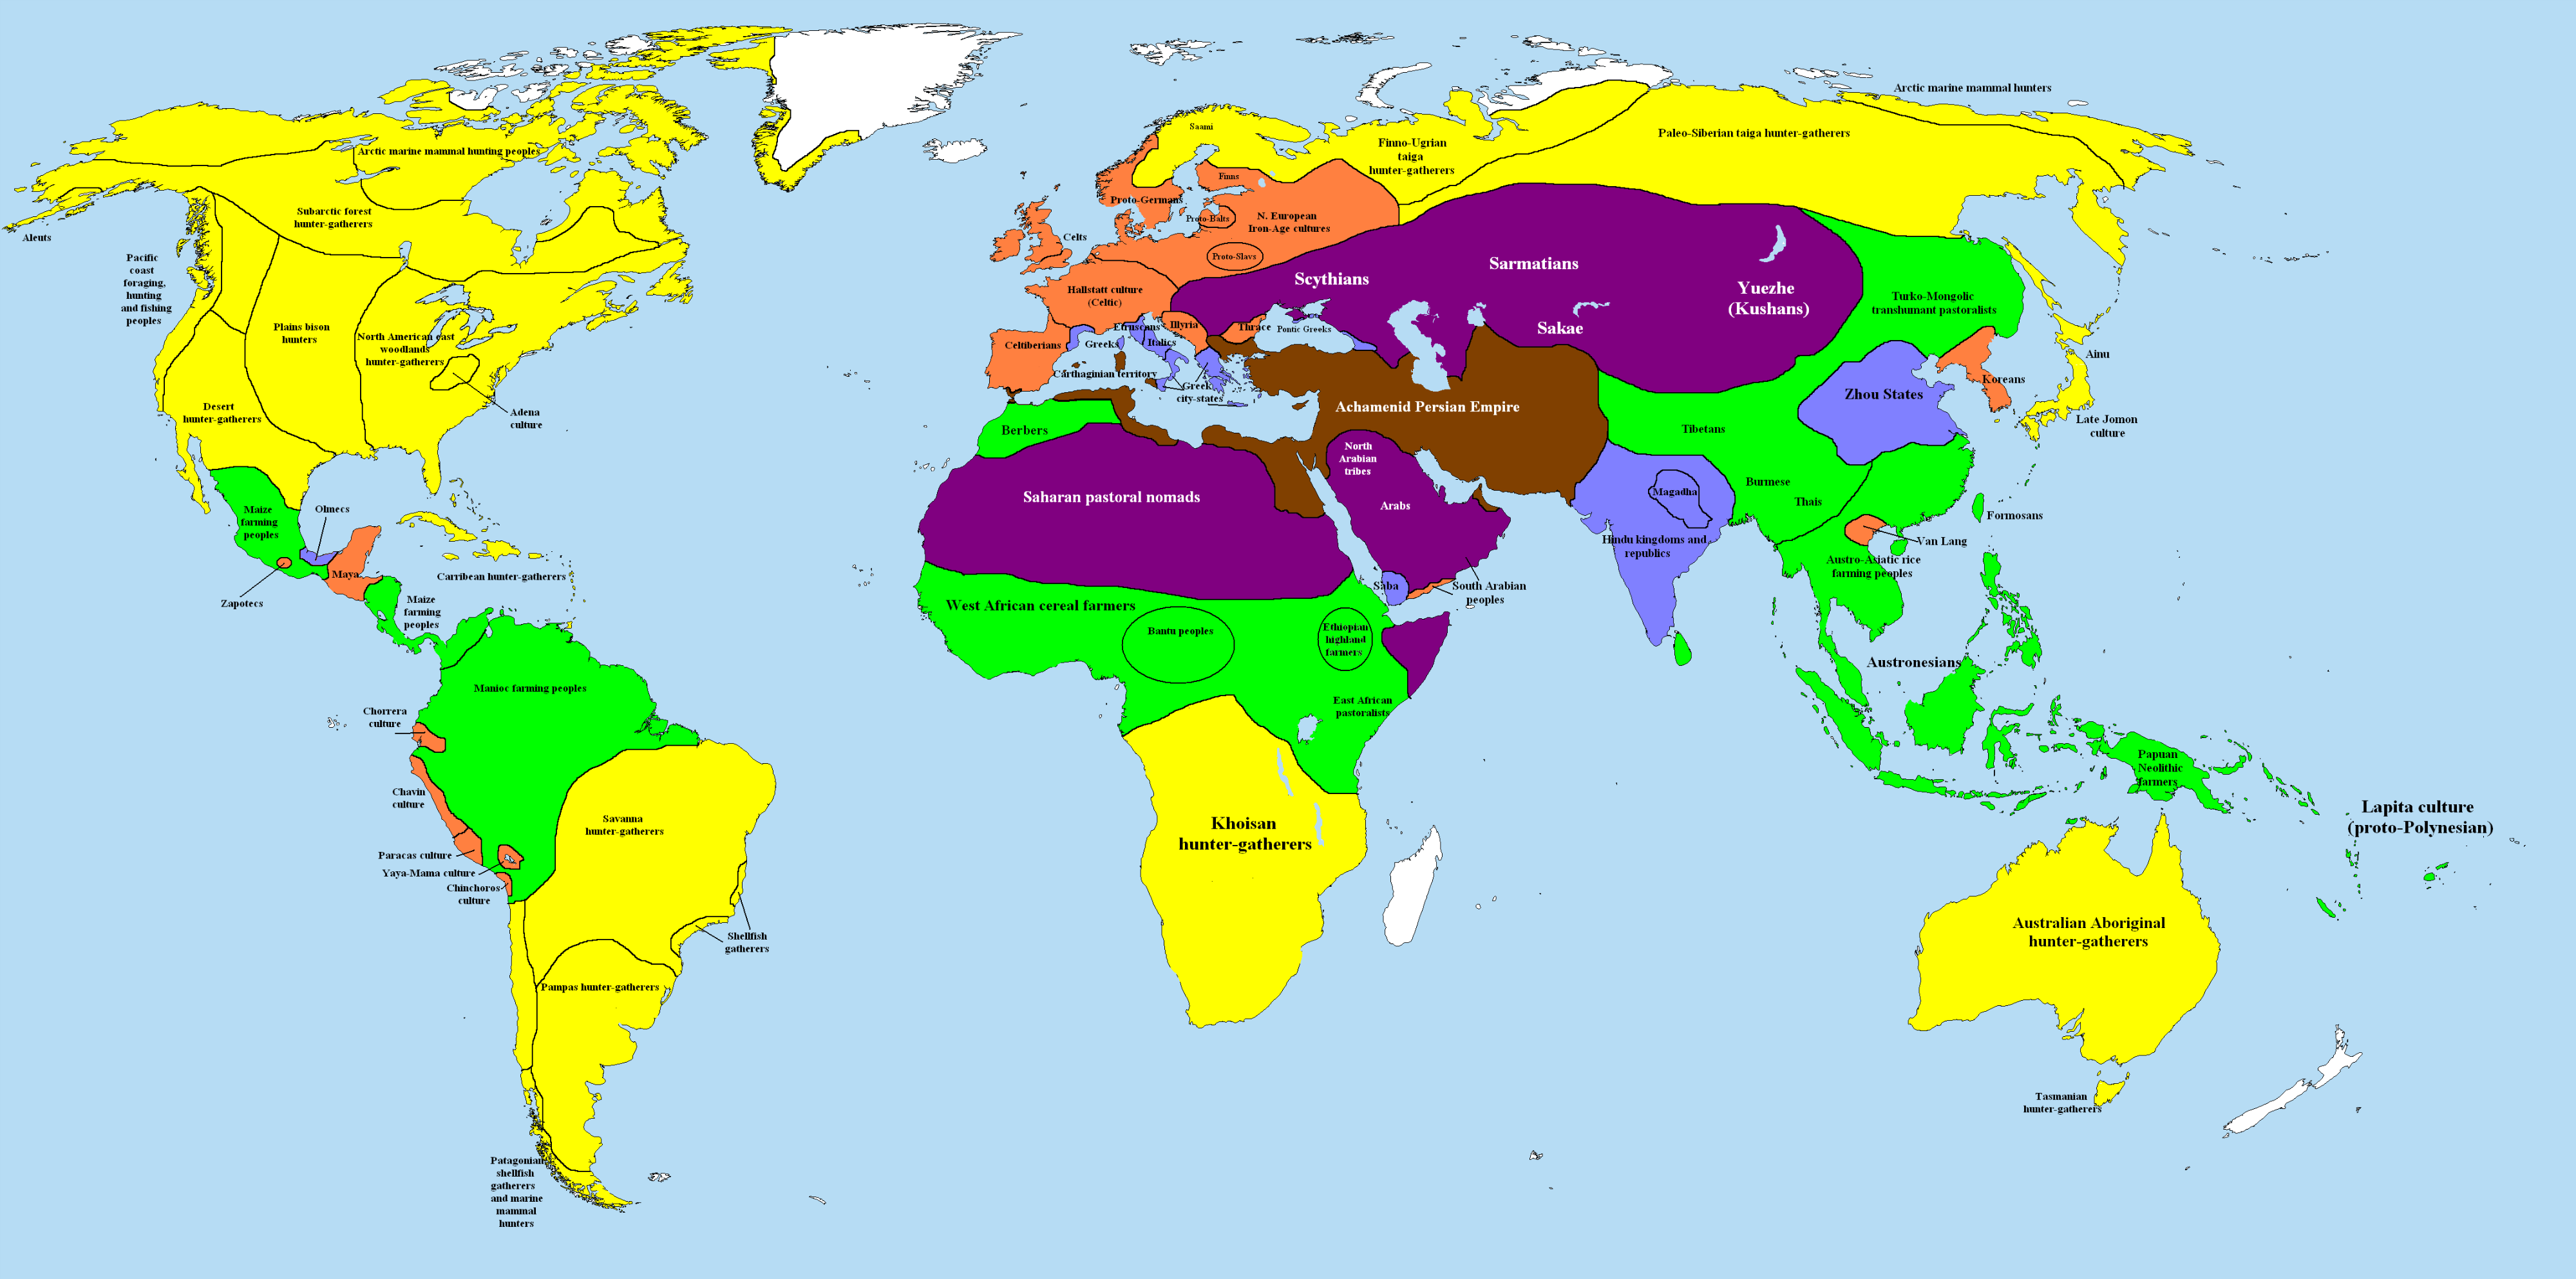 Arctic marine mammal hunters
Saami
Finno-Ugrian
taiga
hunter-gatherers
Paleo-Siberian taiga hunter-gatherers
Arctic marine mammal hunting peoples
Subarctic forest
hunter-gatherers
Aleuts
Pacific
coast
foraging,
hunting
and fishing
peoples
Plains bison
hunters
North American east
woodlands
hunter-gatherers
Desert
hunter-gatherers
Adena
culture
Maize
farming
peoples
Olmecs
Zapotecs
Maya
Carribean hunter-gatherers
Maize
farming
peoples
Manioc farming peoples
Chorrera
culture
Chavin
culture
Paracas culture
Yaya-Mama culture
Chinchoros
culture
Savanna
hunter-gatherers
Shellfish
gatherers
Pampas hunter-gatherers
Patagonian
shellfish
gatherers
and marine
mammal
hunters
Finns
Proto-Germans
Proto-Balts
N. European
Iron-Age cultures
Celts
Proto-Slavs
Hallstatt culture
(Celtic)
Scythians
Sarmatians
Yuezhe
(Kushans)
Sakae
Turko-Mongolic
transhumant pastoralists
Etruscans
Illyria
Thrace
Pontic Greeks
Celtiberians
Greeks
Italics
Carthaginian territory
Greek
city-states
Achamenid Persian Empire
Berbers
North
Arabian
tribes
Arabs
Saharan pastoral nomads
Tibetans
Zhou States
Koreans
Ainu
Late Jomon
culture
Burmese
Thais
Magadha
Hindu kingdoms and
republics
Formosans
Van Lang
Austro-Asiatic rice
farming peoples
Saba
South Arabian
peoples
West African cereal farmers
Bantu peoples
Ethiopian
highland
farmers
East African
pastoralists
Khoisan
hunter-gatherers
Austronesians
Papuan
Neolithic
farmers
Lapita culture
(proto-Polynesian)
Australian Aboriginal
hunter-gatherers
Tasmanian
hunter-gatherers